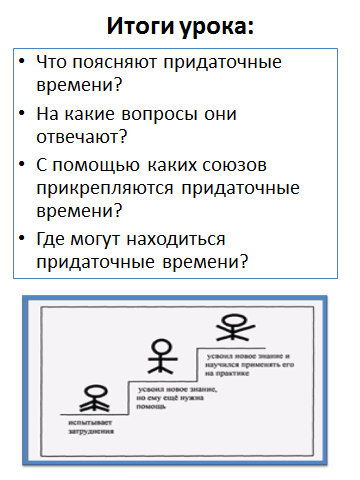 Итоги урока:
• Что поясняют придаточные
времени?
• На какие вопросы они
отвечают?
• С помощью каких союзов
прикрепляются придаточные
времени?
• Где могут находиться
придаточные времени?
усвоил новое знание и
научился применять его
на практике
усвоил новое знание,
но ему ещё нужна
помощь
испытывает
затруднения